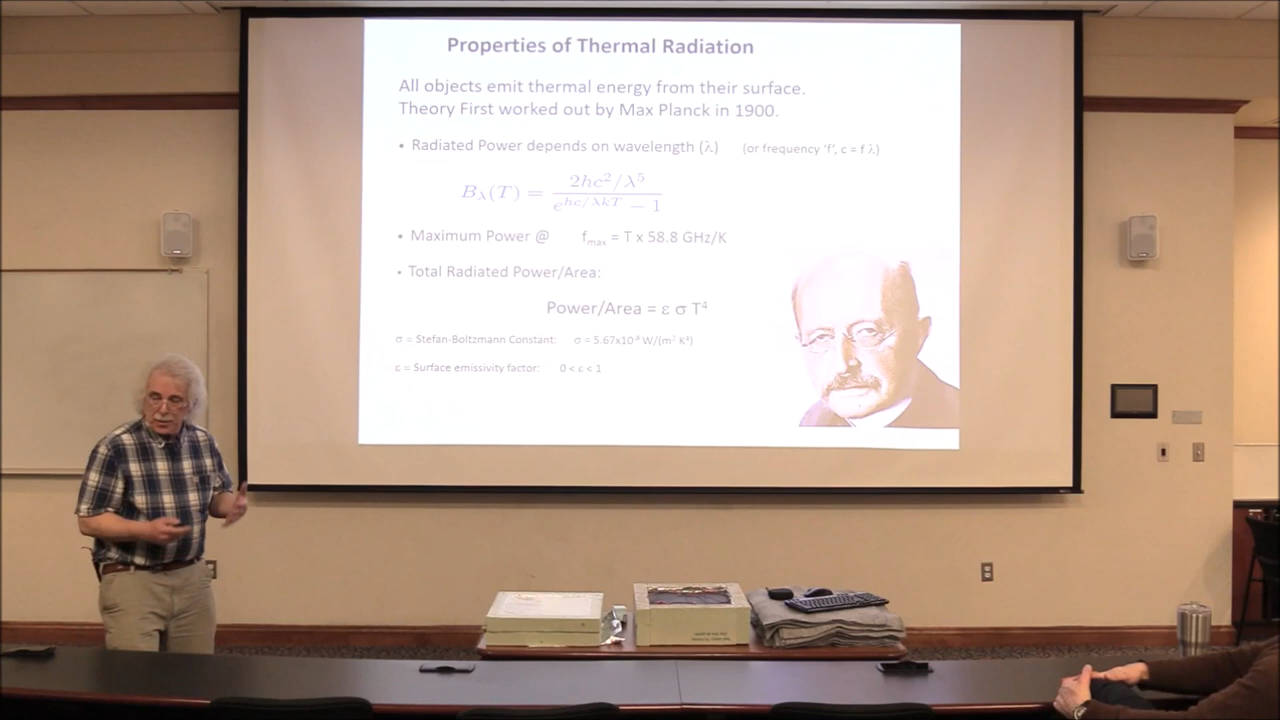 Properties of Thermal Radiation
All objects emit thermal energy from their surface.
Theory First worked out by Max Planck in 1900.
• Radiated Power depends on wavelength (λ) (or frequency 'f', c = f λ)
B_λ(T) = (2hc²/λ⁵) / (e^{hc/λkT} − 1)
• Maximum Power @ f_max = T x 58.8 GHz/K
• Total Radiated Power/Area:
Power/Area = ε σ T⁴
σ = Stefan-Boltzmann Constant: σ = 5.67x10⁻⁸ W/(m² K⁴)
ε = Surface emissivity factor: 0 < ε < 1